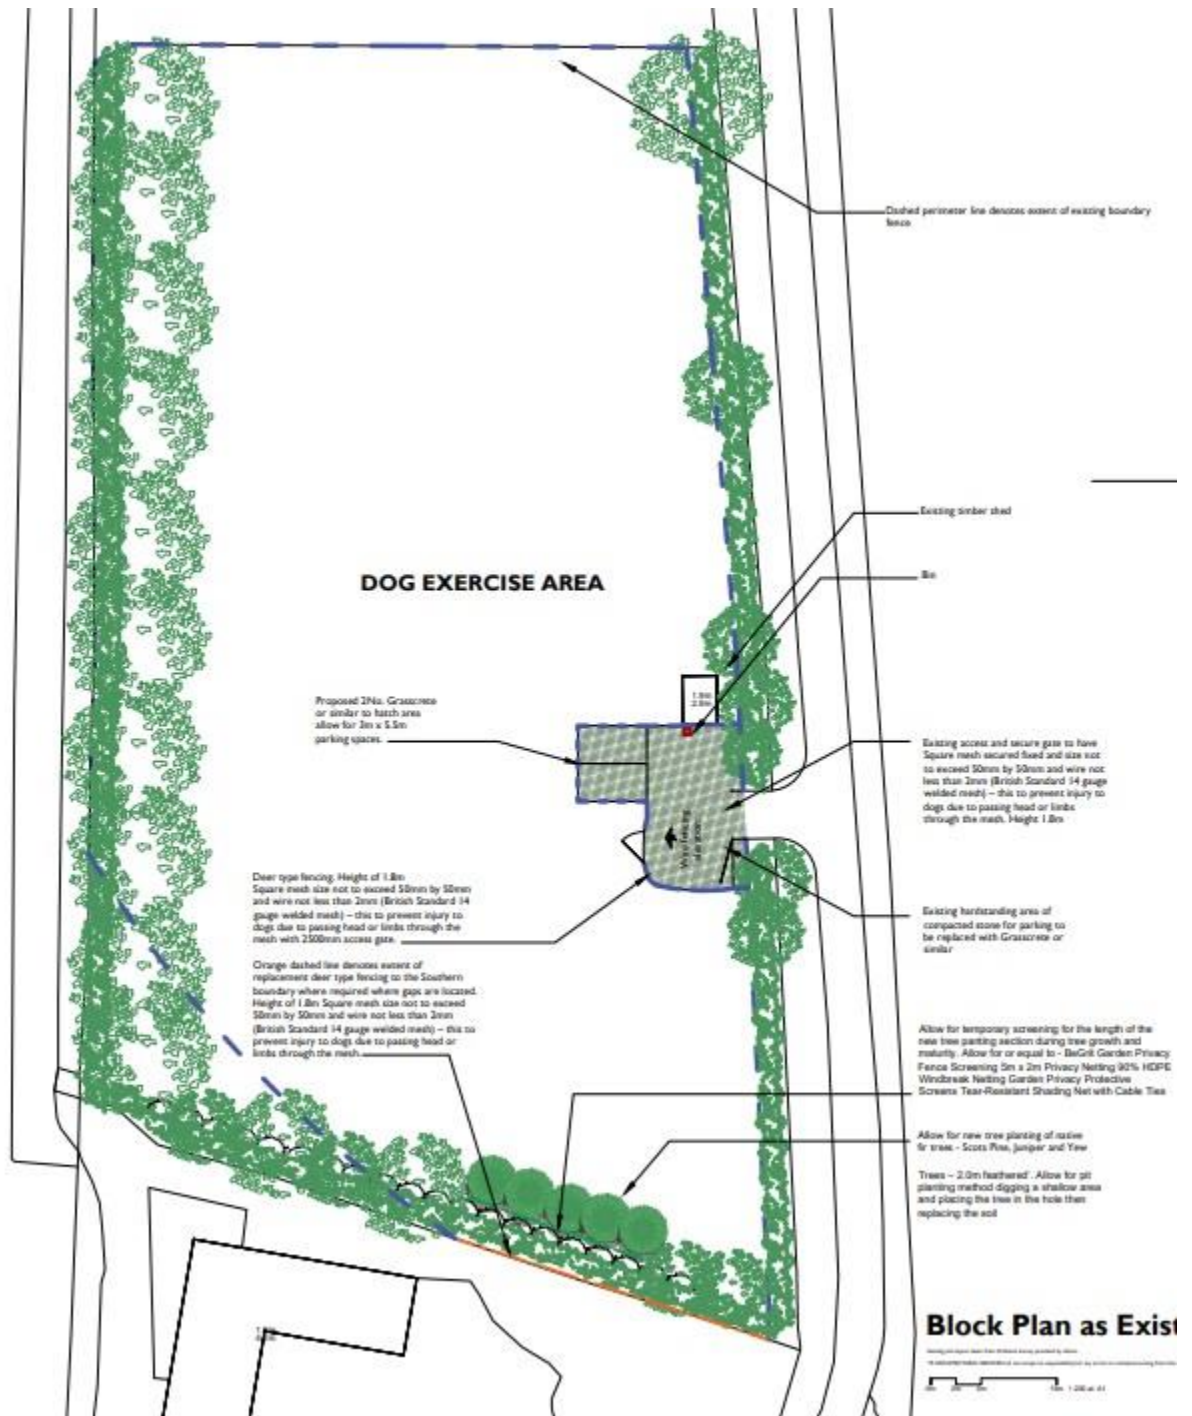 Dashed perimeter line denotes extent of existing boundary
fence
Existing timber shed
Bin
DOG EXERCISE AREA
Proposed 2No. Grasscrete
or similar to hatch area
allow for 3m x 5.5m
parking spaces.
Existing access and secure gate to have
Square mesh secured fixed and size not
to exceed 50mm by 50mm and wire not
less than 2mm (British Standard 14 gauge
welded mesh) – this to prevent injury to
dogs due to passing head or limbs
through the mesh. Height 1.8m
Deer type fencing. Height of 1.8m
Square mesh size not to exceed 50mm by 50mm
and wire not less than 2mm (British Standard 14
gauge welded mesh) – this to prevent injury to
dogs due to passing head or limbs through the
mesh with 2500mm access gate.
Existing hardstanding area of
compacted stone for parking to
be replaced with Grasscrete or
similar
Orange dashed line denotes extent of
replacement deer type fencing to the Southern
boundary where required where gaps are located.
Height of 1.8m Square mesh size not to exceed
50mm by 50mm and wire not less than 2mm
(British Standard 14 gauge welded mesh) – this to
prevent injury to dogs due to passing head or
limbs through the mesh.
Allow for temporary screening for the length of the
new tree panting section during tree growth and
maturity. Allow for or equal to - BeGrit Garden Privacy
Fence Screening 5m x 2m Privacy Netting 90% HDPE
Windbreak Netting Garden Privacy Protective
Screens Tear-Resistant Shading Net with Cable Ties
Allow for new tree planting of native
fir trees - Scots Pine, Juniper and Yew
Trees – 2.0m feathered'. Allow for pit
planting method digging a shallow area
and placing the tree in the hole then
replacing the soil
Block Plan as Exist